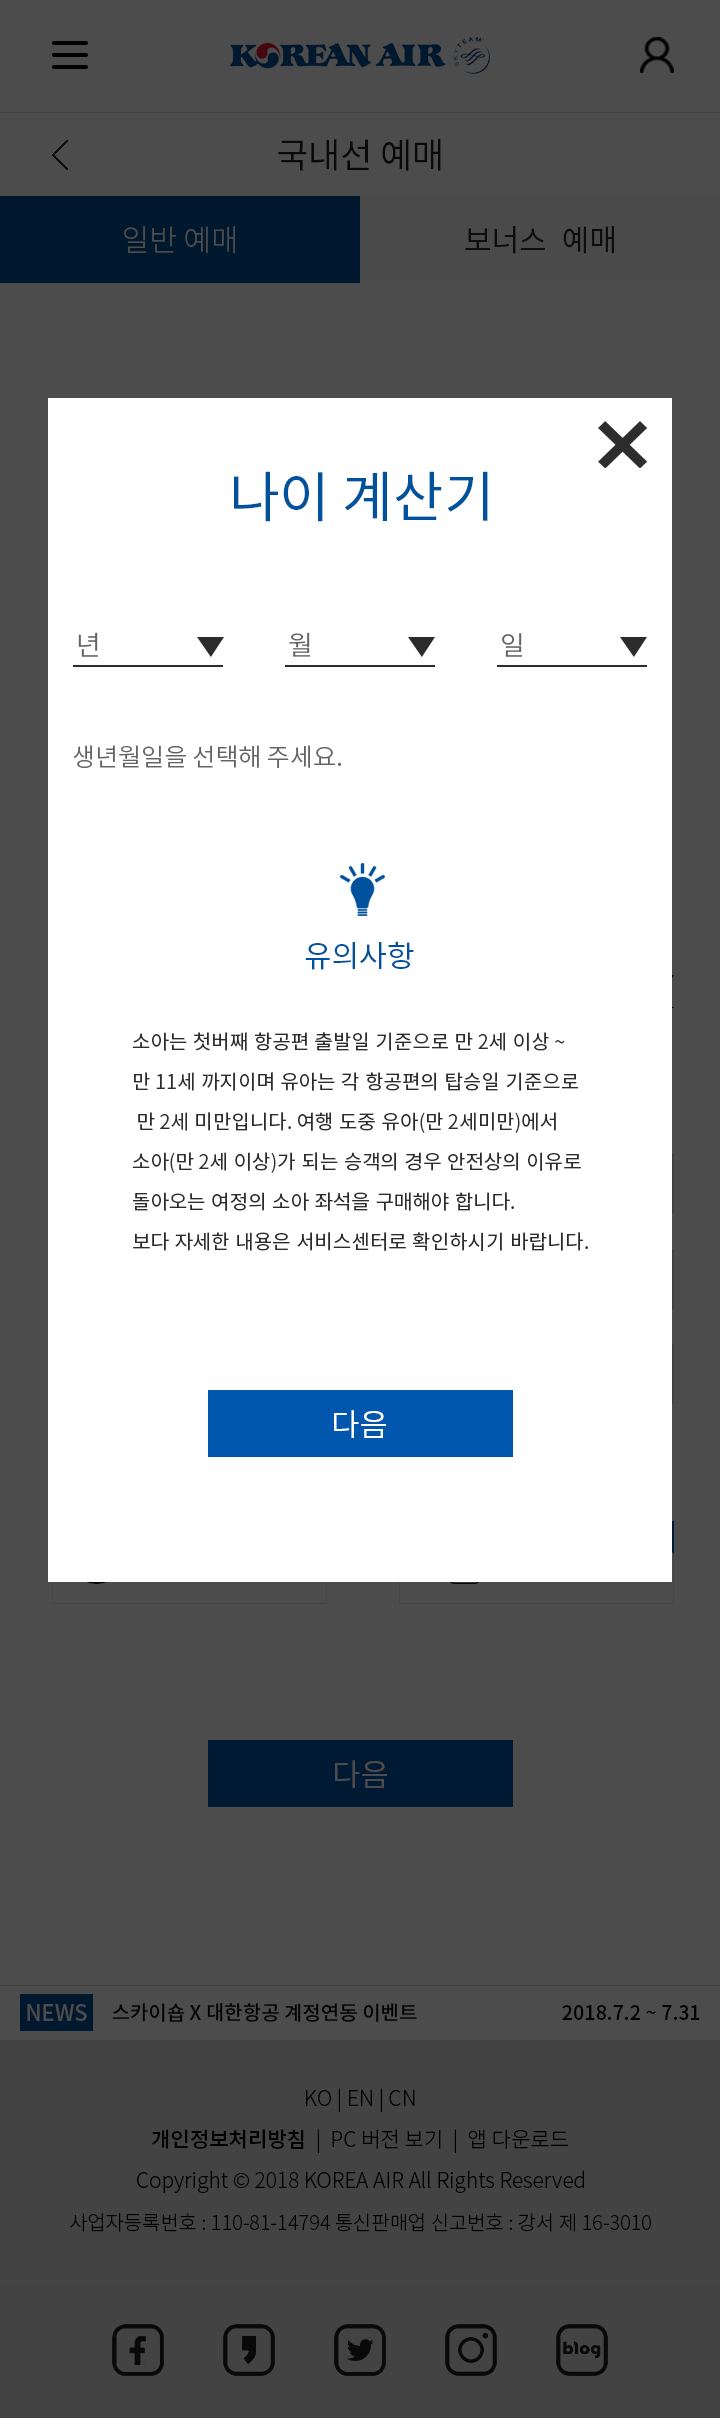 KOREAN AIR
SKYTEAM
국내선 예매
일반 예매
보너스 예매
나이 계산기
년
월
일
생년월일을 선택해 주세요.
유의사항
소아는 첫버째 항공편 출발일 기준으로 만 2세 이상 ~
만 11세 까지이며 유아는 각 항공편의 탑승일 기준으로
만 2세 미만입니다. 여행 도중 유아(만 2세미만)에서
소아(만 2세 이상)가 되는 승객의 경우 안전상의 이유로
돌아오는 여정의 소아 좌석을 구매해야 합니다.
보다 자세한 내용은 서비스센터로 확인하시기 바랍니다.
다음
다음
NEWS 스카이숍 X 대한항공 계정연동 이벤트 2018.7.2 ~ 7.31
KO | EN | CN
개인정보처리방침 | PC 버전 보기 | 앱 다운로드
Copyright © 2018 KOREA AIR All Rights Reserved
사업자등록번호 : 110-81-14794 통신판매업 신고번호 : 강서 제 16-3010
blog